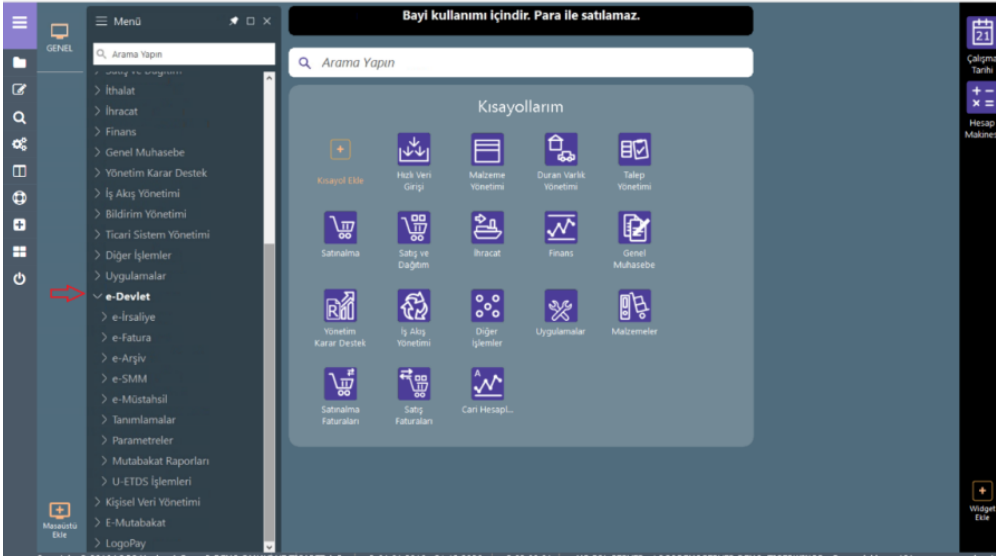 Bayi kullanımı içindir. Para ile satılamaz.
GENEL
Menü
Arama Yapın
Satış ve Dağıtım
İthalat
İhracat
Finans
Genel Muhasebe
Yönetim Karar Destek
İş Akış Yönetimi
Bildirim Yönetimi
Ticari Sistem Yönetimi
Diğer İşlemler
Uygulamalar
e-Devlet
e-İrsaliye
e-Fatura
e-Arşiv
e-SMM
e-Müstahsil
Tanımlamalar
Parametreler
Mutabakat Raporları
U-ETDS İşlemleri
Kişisel Veri Yönetimi
E-Mutabakat
LogoPay
Masaüstü
Ekle
Arama Yapın
Kısayollarım
Kısayol Ekle
Hızlı Veri
Girişi
Malzeme
Yönetimi
Duran Varlık
Yönetimi
Talep
Yönetimi
Satınalma
Satış ve
Dağıtım
İhracat
Finans
Genel
Muhasebe
Yönetim
Karar Destek
İş Akış
Yönetimi
Diğer
İşlemler
Uygulamalar
Malzemeler
Satınalma
Faturaları
Satış
Faturaları
Cari Hesapl...
21
Çalışma
Tarihi
Hesap
Makines
Widget
Ekle